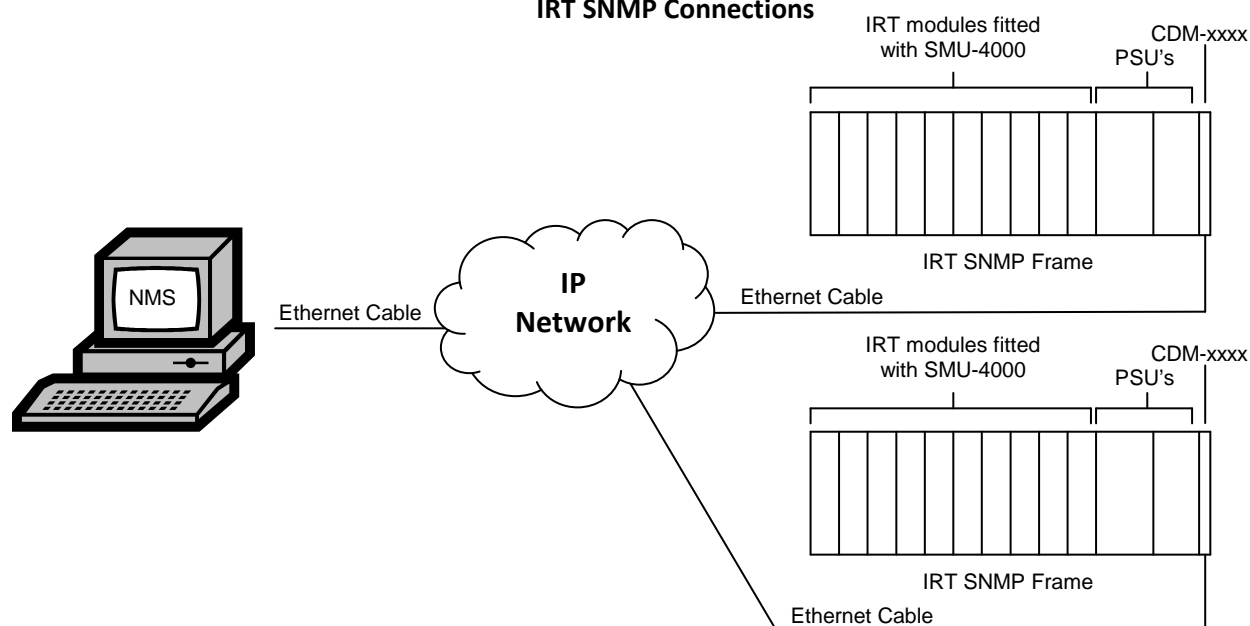 IRT SNMP Connections
IRT modules fitted
with SMU-4000
PSU's
CDM-xxxx
IRT SNMP Frame
NMS
Ethernet Cable
IP
Network
Ethernet Cable
IRT modules fitted
with SMU-4000
PSU's
CDM-xxxx
IRT SNMP Frame
Ethernet Cable